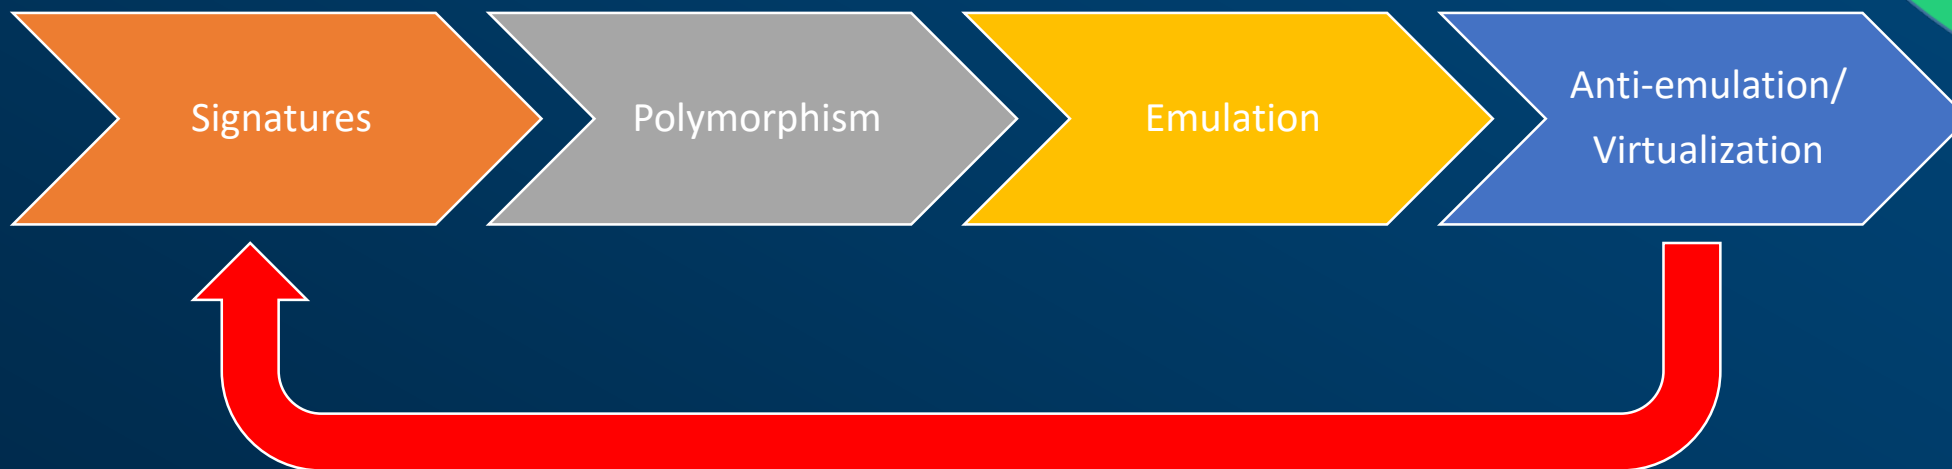 Signatures
Polymorphism
Emulation
Anti-emulation/
Virtualization